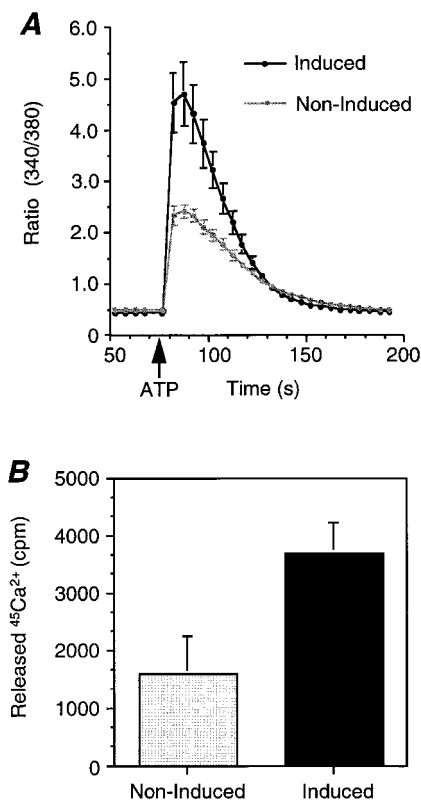 A
6.0
5.0
4.0
3.0
2.0
1.0
0
Ratio (340/380)
Induced
Non-Induced
50
100
150
200
ATP
Time (s)
B
5000
4000
3000
2000
1000
0
Released ⁴⁵Ca²⁺ (cpm)
Non-Induced
Induced